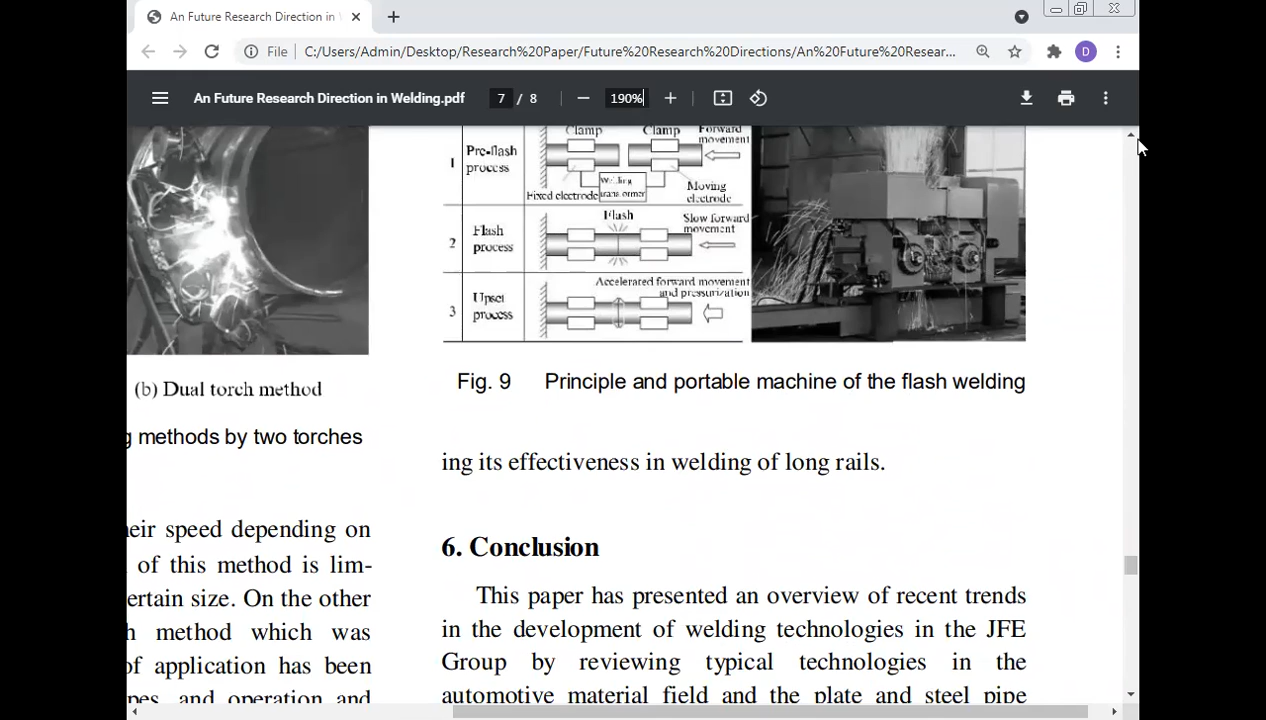 An Future Research Direction in
File
C:/Users/Admin/Desktop/Research%20Paper/Future%20Research%20Directions/An%20Future%20Resear...
D
An Future Research Direction in Welding.pdf
7 / 8
190%
Clamp
Clamp
Forward
movement
1
Pre-flash
process
Fixed electrode
Welding
transformer
Moving
electrode
2
Flash
process
Flash
Slow forward
movement
3
Upset
process
Accelerated forward movement
and pressurization
(b) Dual torch method
Fig. 9 Principle and portable machine of the flash welding
g methods by two torches
ing its effectiveness in welding of long rails.
heir speed depending on
of this method is lim-
ertain size. On the other
h method which was
of application has been
pes, and operation and
6. Conclusion
This paper has presented an overview of recent trends
in the development of welding technologies in the JFE
Group by reviewing typical technologies in the
automotive material field and the plate and steel pipe